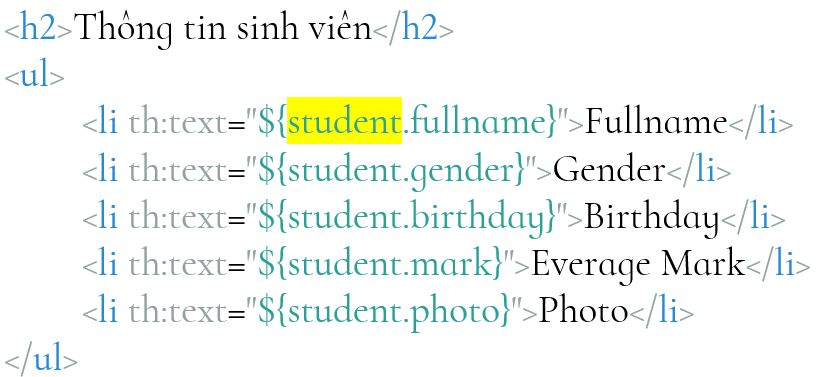 <h2>Thông tin sinh viên</h2>
<ul>
<li th:text="${student.fullname}">Fullname</li>
<li th:text="${student.gender}">Gender</li>
<li th:text="${student.birthday}">Birthday</li>
<li th:text="${student.mark}">Everage Mark</li>
<li th:text="${student.photo}">Photo</li>
</ul>